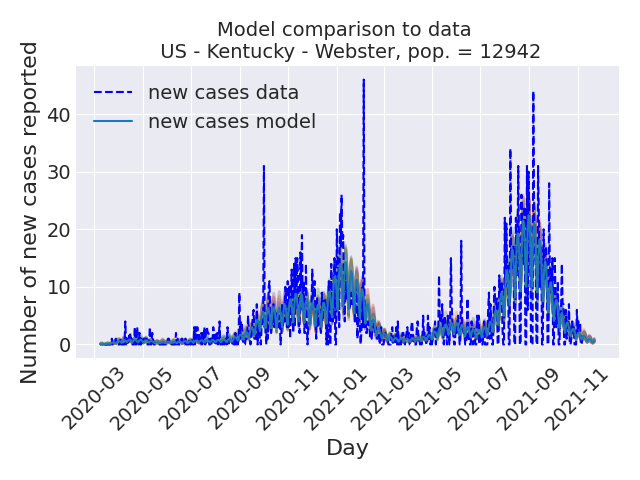 Model comparison to data
US - Kentucky - Webster, pop. = 12942
Number of new cases reported
40
30
20
10
0
new cases data
new cases model
2020-03
2020-05
2020-07
2020-09
2020-11
2021-01
2021-03
2021-05
2021-07
2021-09
2021-11
Day